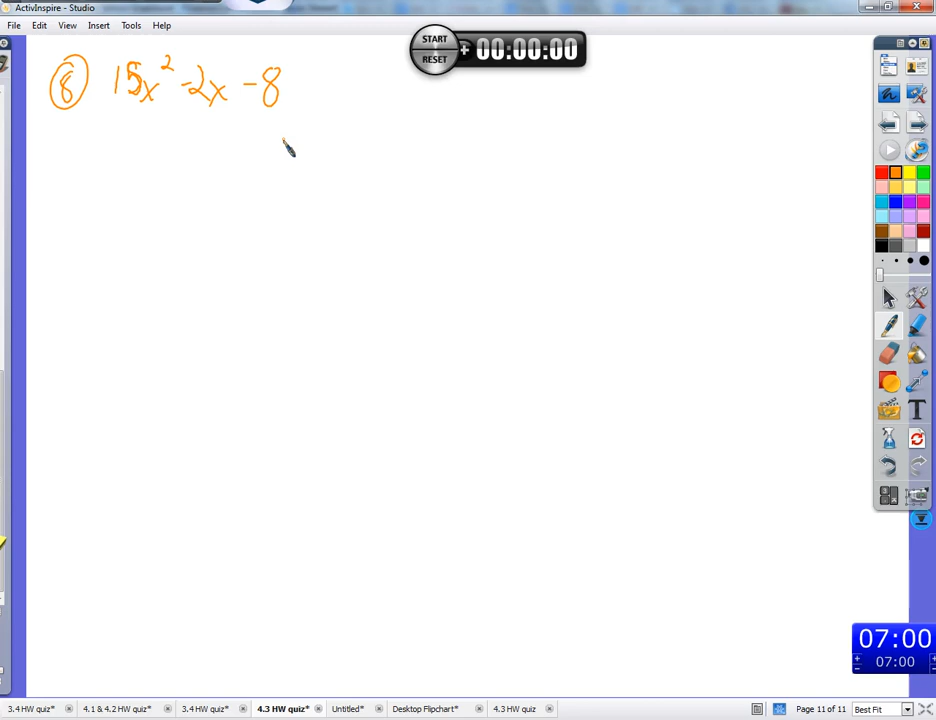 ActivInspire - Studio
File Edit View Insert Tools Help
START
RESET
+ 00:00:00
8 15x² -2x -8
07:00
07:00
3.4 HW quiz* 4.1 & 4.2 HW quiz* 3.4 HW quiz* 4.3 HW quiz* Untitled* Desktop Flipchart* 4.3 HW quiz Page 11 of 11 Best Fit